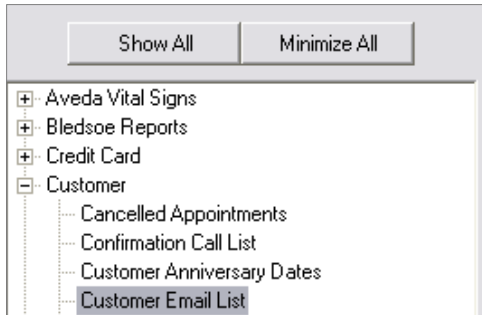 Show All Minimize All
Aveda Vital Signs
Bledsoe Reports
Credit Card
Customer
Cancelled Appointments
Confirmation Call List
Customer Anniversary Dates
Customer Email List